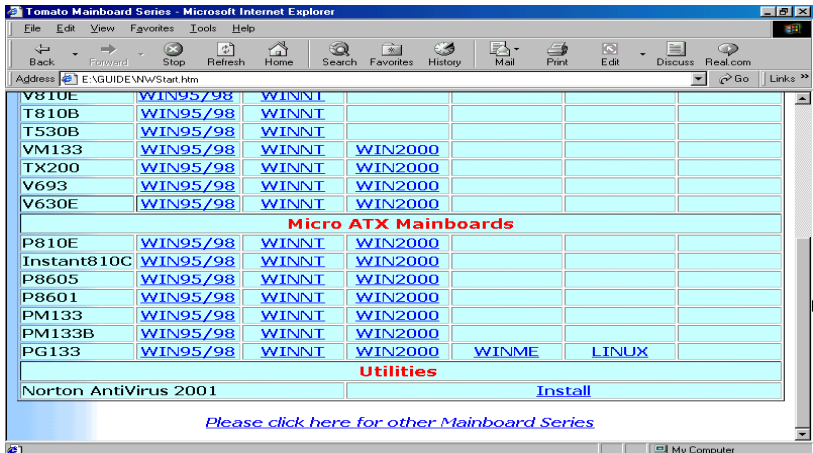 Tomato Mainboard Series - Microsoft Internet Explorer
File Edit View Favorites Tools Help
Back Forward Stop Refresh Home Search Favorites History Mail Print Edit Discuss Real.com
Address E:\GUIDE\NWStart.htm Go Links »
V810E WIN95/98 WINNT
T810B WIN95/98 WINNT
T530B WIN95/98 WINNT
VM133 WIN95/98 WINNT WIN2000
TX200 WIN95/98 WINNT WIN2000
V693 WIN95/98 WINNT WIN2000
V630E WIN95/98 WINNT WIN2000
Micro ATX Mainboards
P810E WIN95/98 WINNT WIN2000
Instant810C WIN95/98 WINNT WIN2000
P8605 WIN95/98 WINNT WIN2000
P8601 WIN95/98 WINNT WIN2000
PM133 WIN95/98 WINNT WIN2000
PM133B WIN95/98 WINNT WIN2000
PG133 WIN95/98 WINNT WIN2000 WINME LINUX
Utilities
Norton AntiVirus 2001 Install
Please click here for other Mainboard Series
My Computer